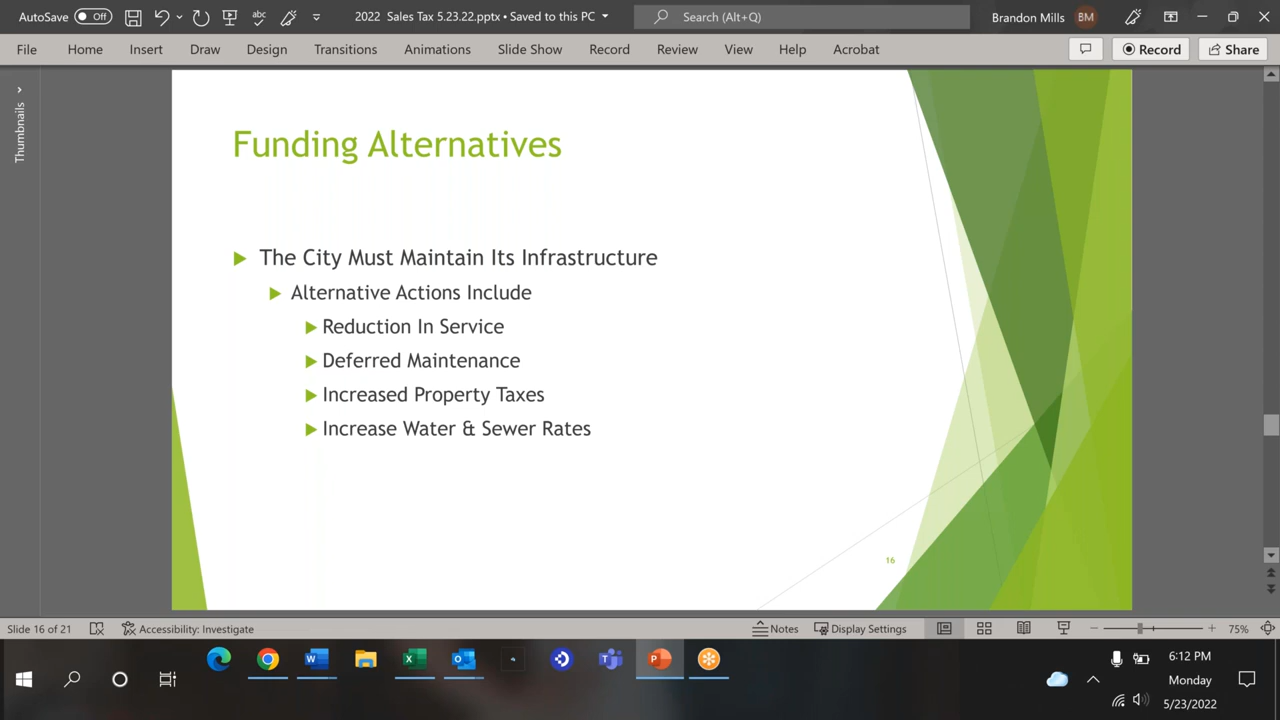 AutoSave Off abc 2022 Sales Tax 5.23.22.pptx • Saved to this PC Search (Alt+Q) Brandon Mills BM
File Home Insert Draw Design Transitions Animations Slide Show Record Review View Help Acrobat Record Share
Thumbnails
Funding Alternatives
The City Must Maintain Its Infrastructure
Alternative Actions Include
Reduction In Service
Deferred Maintenance
Increased Property Taxes
Increase Water & Sewer Rates
16
Slide 16 of 21 Accessibility: Investigate Notes Display Settings 75%
6:12 PM
Monday
5/23/2022